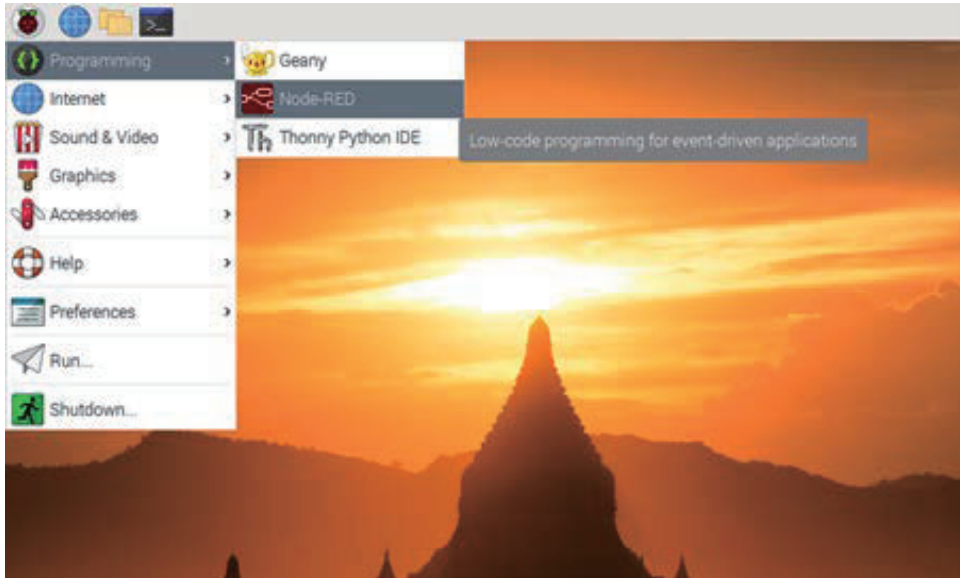 Programming
Internet
Sound & Video
Graphics
Accessories
Help
Preferences
Run...
Shutdown...
Geany
Node-RED
Thonny Python IDE
Low-code programming for event-driven applications